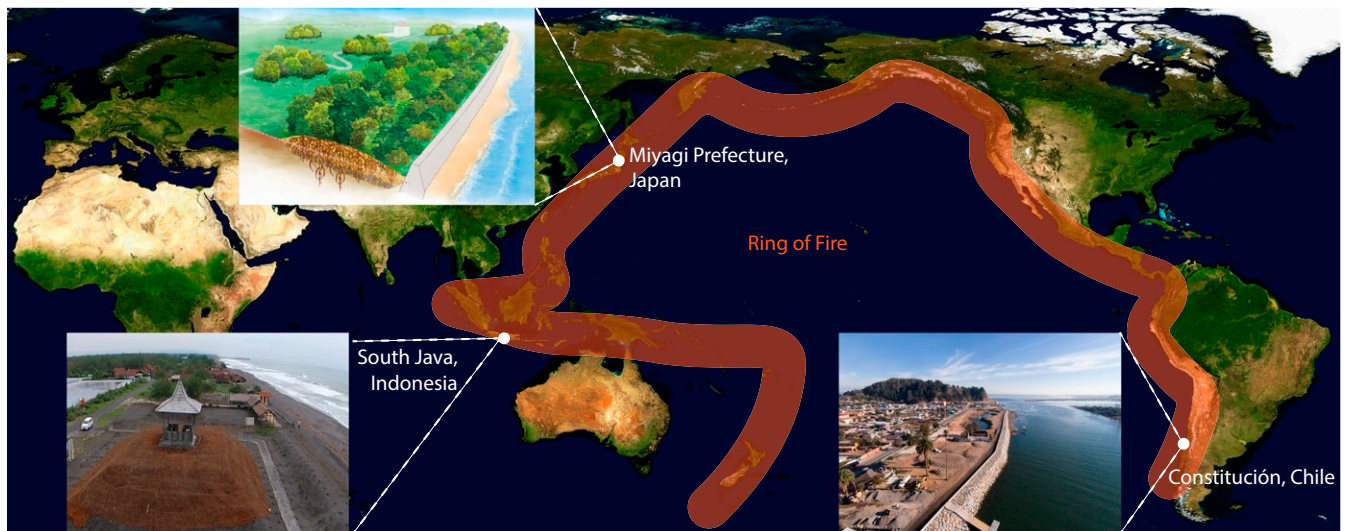 Miyagi Prefecture,
Japan
Ring of Fire
South Java,
Indonesia
Constitución, Chile